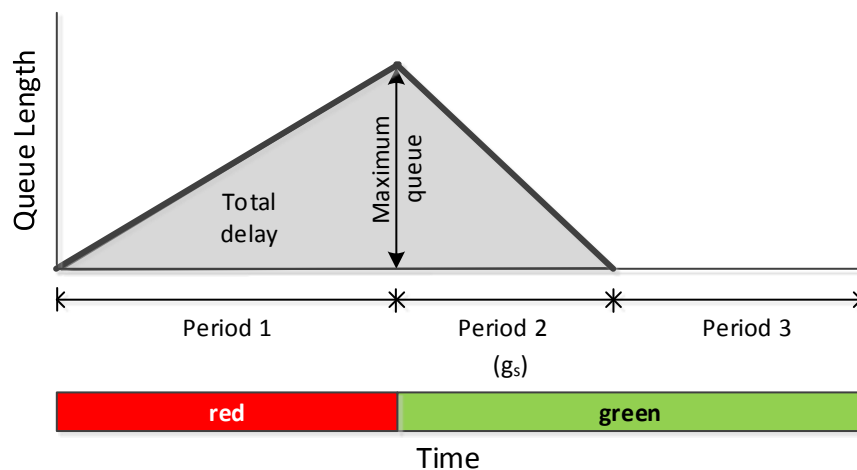 Queue Length
Maximum
queue
Total
delay
Period 1
Period 2
Period 3
(gs)
red
green
Time